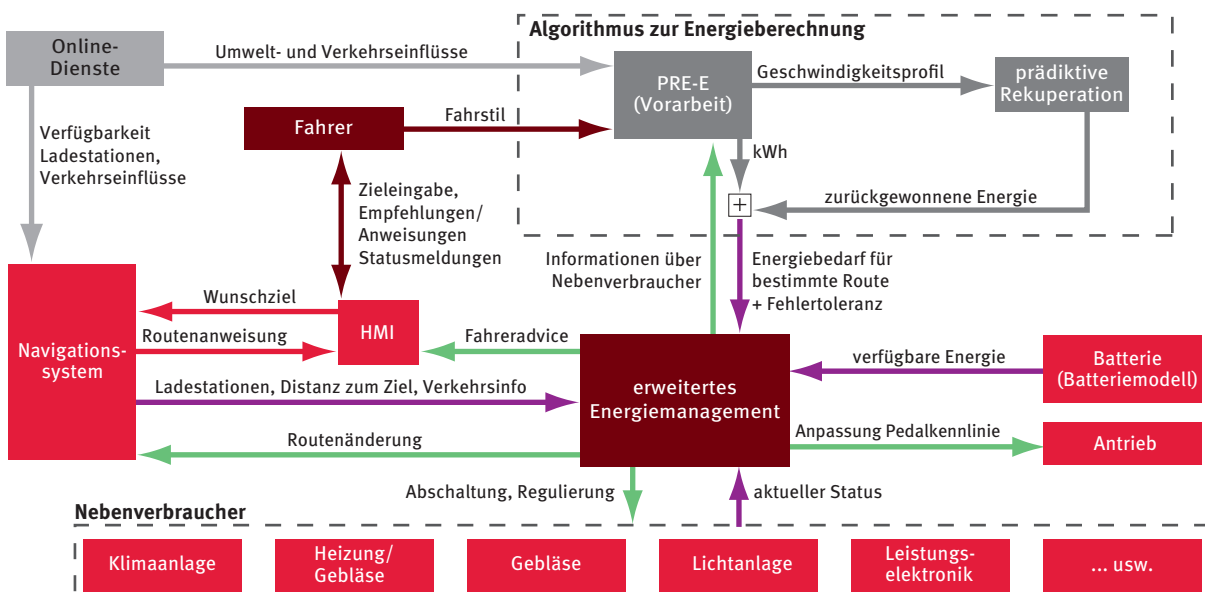 Algorithmus zur Energieberechnung
Online-
Dienste
Umwelt- und Verkehrseinflüsse
PRE-E
(Vorarbeit)
Geschwindigkeitsprofil
prädiktive
Rekuperation
Verfügbarkeit
Ladestationen,
Verkehrseinflüsse
Fahrer
Fahrstil
kWh
+
zurückgewonnene Energie
Zieleingabe,
Empfehlungen/
Anweisungen
Statusmeldungen
Informationen über
Nebenverbraucher
Energiebedarf für
bestimmte Route
+ Fehlertoleranz
Navigations-
system
Wunschziel
Routenanweisung
HMI
Fahreradvice
erweitertes
Energiemanagement
verfügbare Energie
Batterie
(Batteriemodell)
Ladestationen, Distanz zum Ziel, Verkehrsinfo
Routenänderung
Anpassung Pedalkennlinie
Antrieb
Abschaltung, Regulierung
aktueller Status
Nebenverbraucher
Klimaanlage
Heizung/
Gebläse
Gebläse
Lichtanlage
Leistungs-
elektronik
... usw.